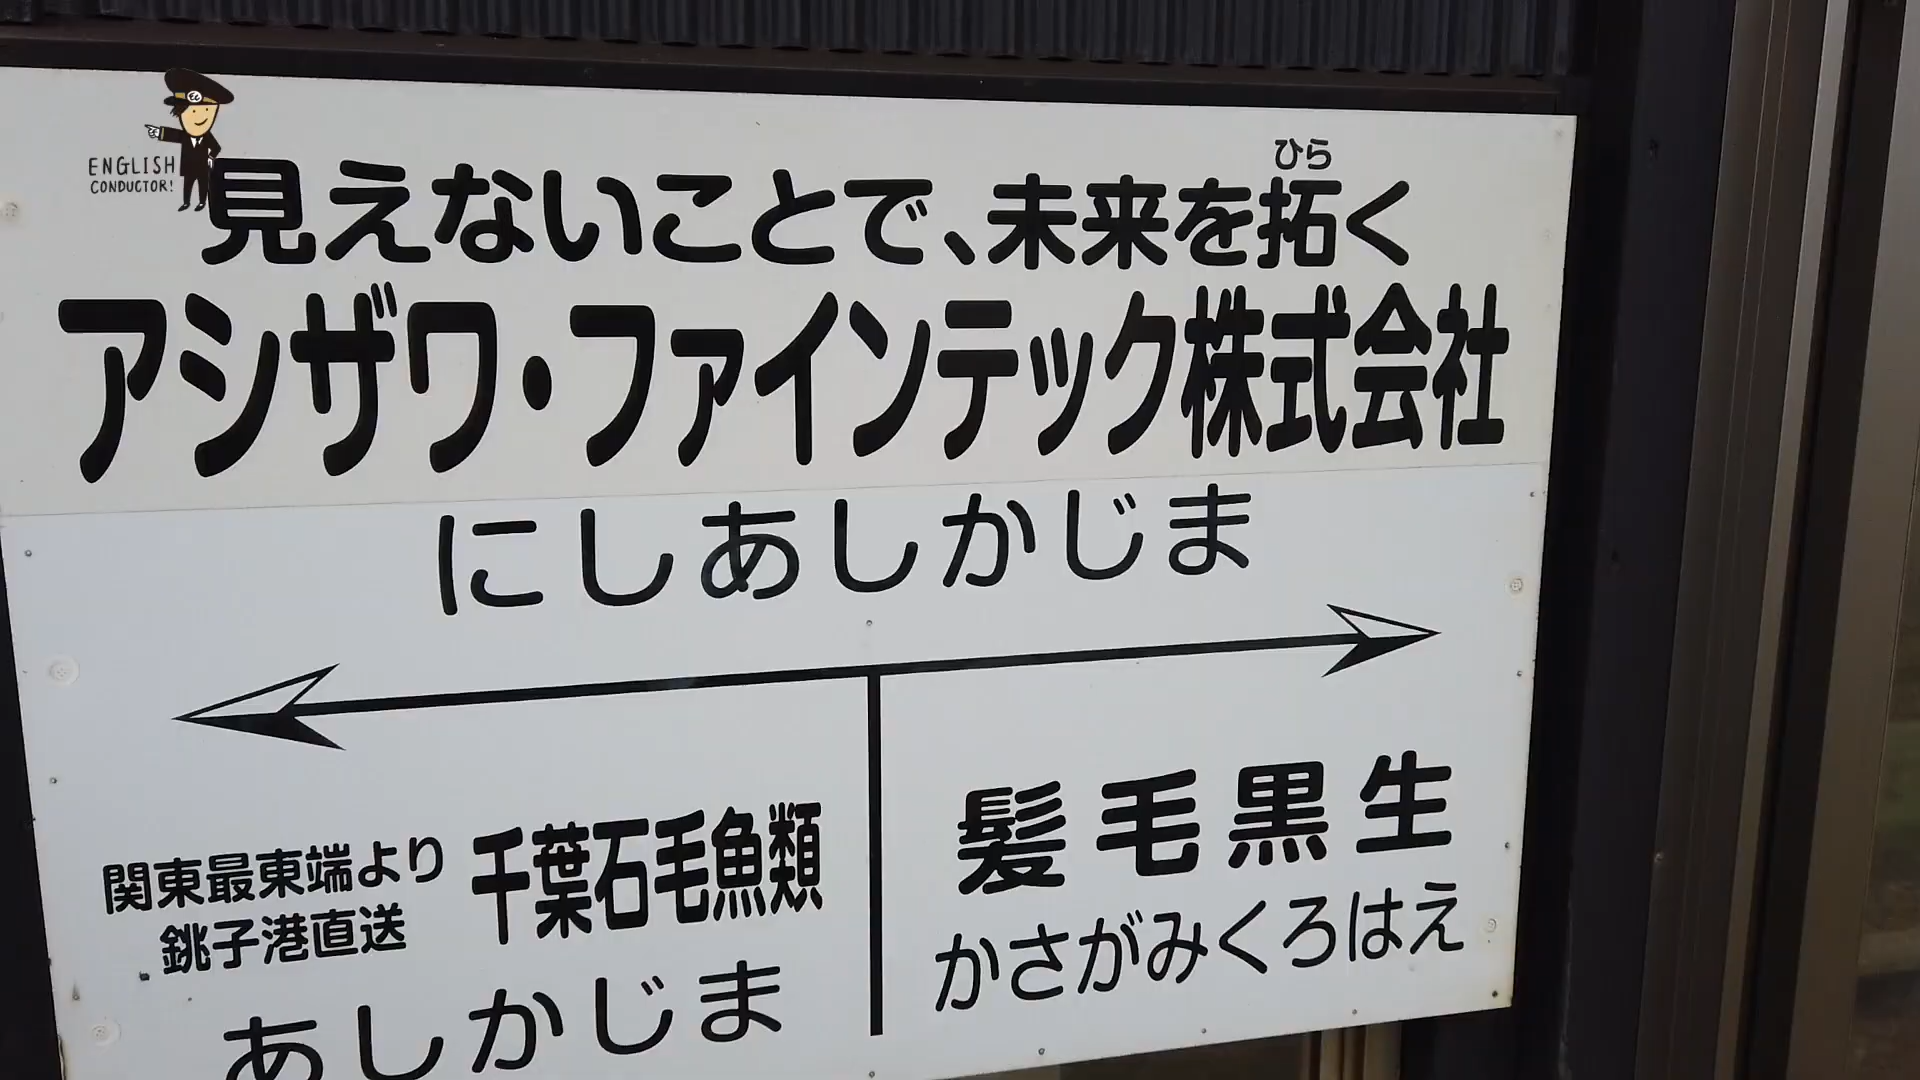 ENGLISH
CONDUCTOR!
ひら
見えないことで、未来を拓く
アシザワ・ファインテック株式会社
にしあしかじま
関東最東端より
銚子港直送
千葉石毛魚類
あしかじま
髪毛黒生
かさがみくろはえ